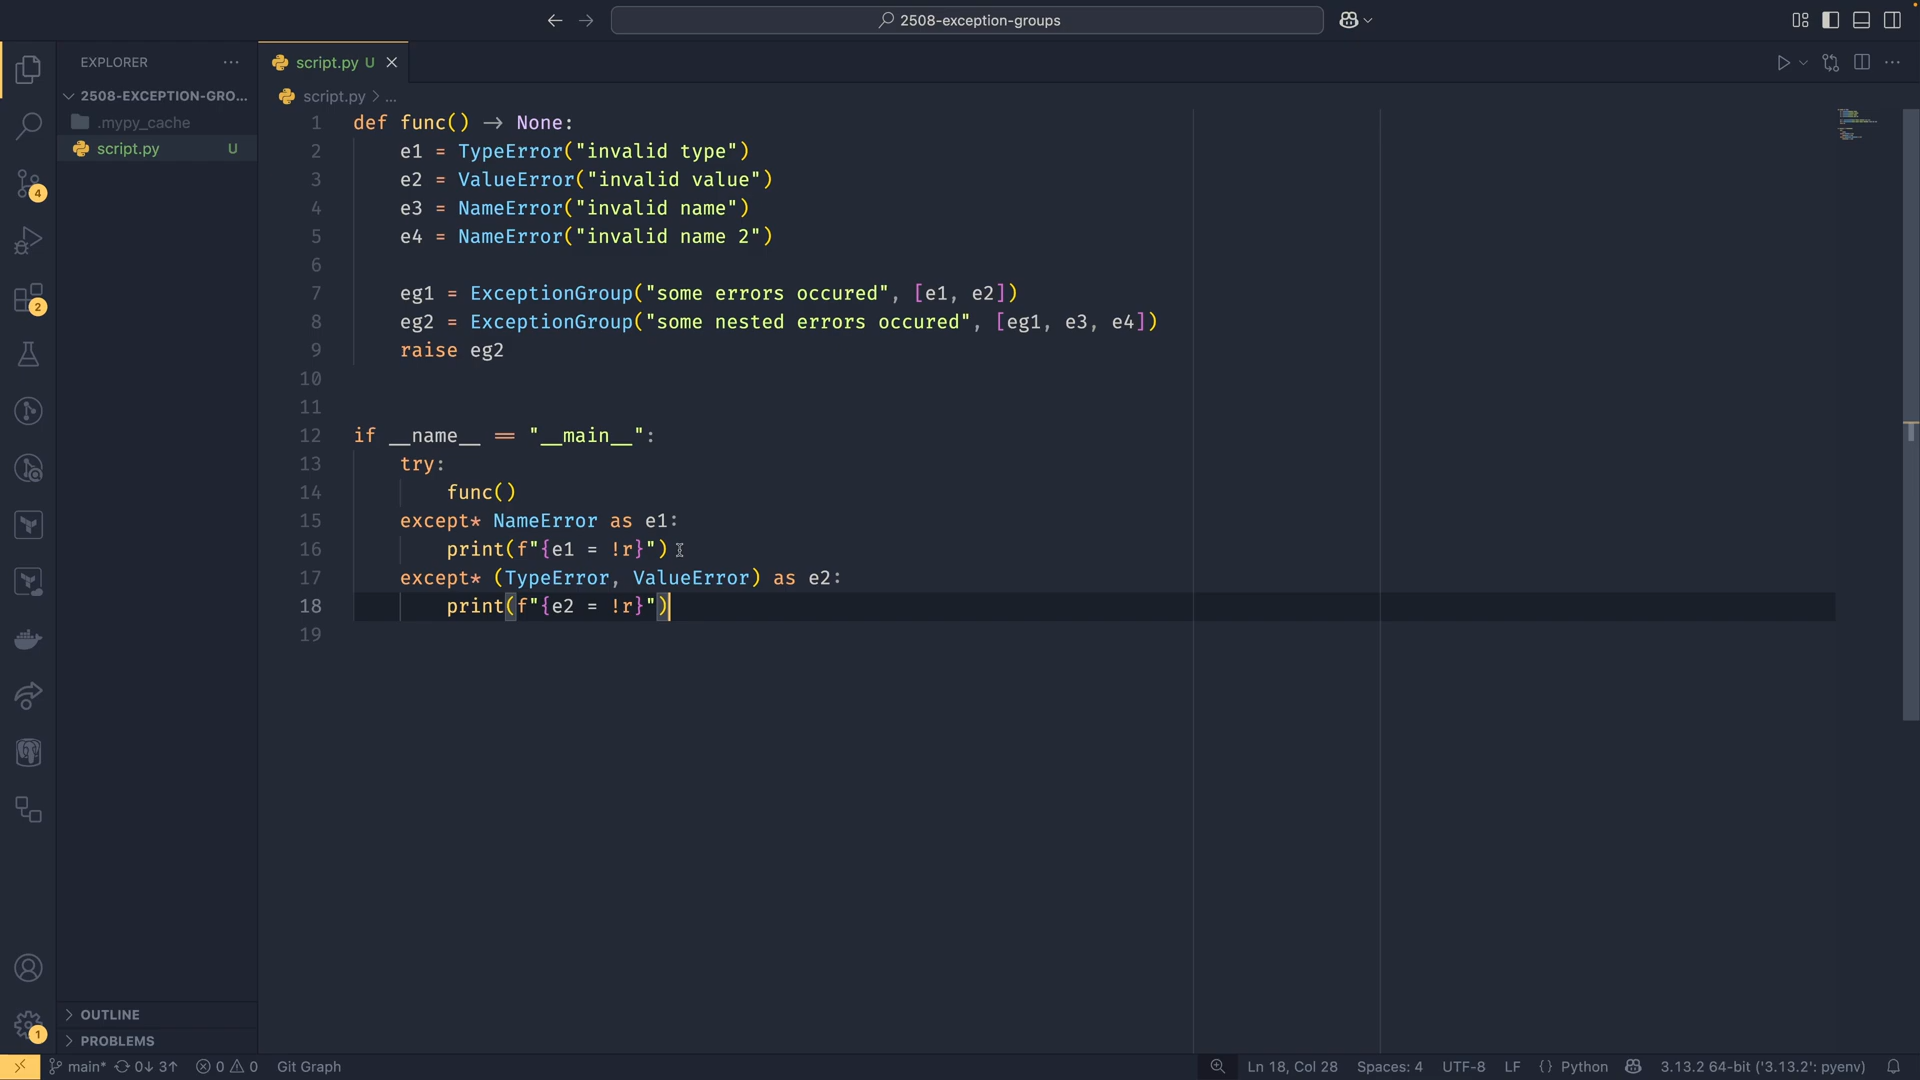 2508-exception-groups
EXPLORER
script.py U
2508-EXCEPTION-GRO...
.mypy_cache
script.py U
4
2
1
script.py > ...
1 def func() → None:
2 e1 = TypeError("invalid type")
3 e2 = ValueError("invalid value")
4 e3 = NameError("invalid name")
5 e4 = NameError("invalid name 2")
6
7 eg1 = ExceptionGroup("some errors occured", [e1, e2])
8 eg2 = ExceptionGroup("some nested errors occured", [eg1, e3, e4])
9 raise eg2
10
11
12 if __name__ == "__main__":
13 try:
14 func()
15 except* NameError as e1:
16 print(f"{e1 = !r}")
17 except* (TypeError, ValueError) as e2:
18 print(f"{e2 = !r}")
19
OUTLINE
PROBLEMS
main* 0↓ 3↑ 0 0 Git Graph
Ln 18, Col 28 Spaces: 4 UTF-8 LF {} Python 3.13.2 64-bit ('3.13.2': pyenv)